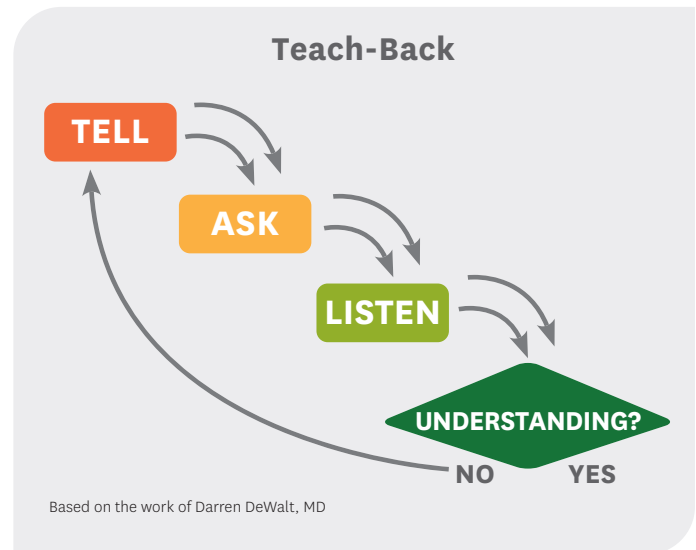 Teach-Back
TELL
ASK
LISTEN
UNDERSTANDING?
NO YES
Based on the work of Darren DeWalt, MD